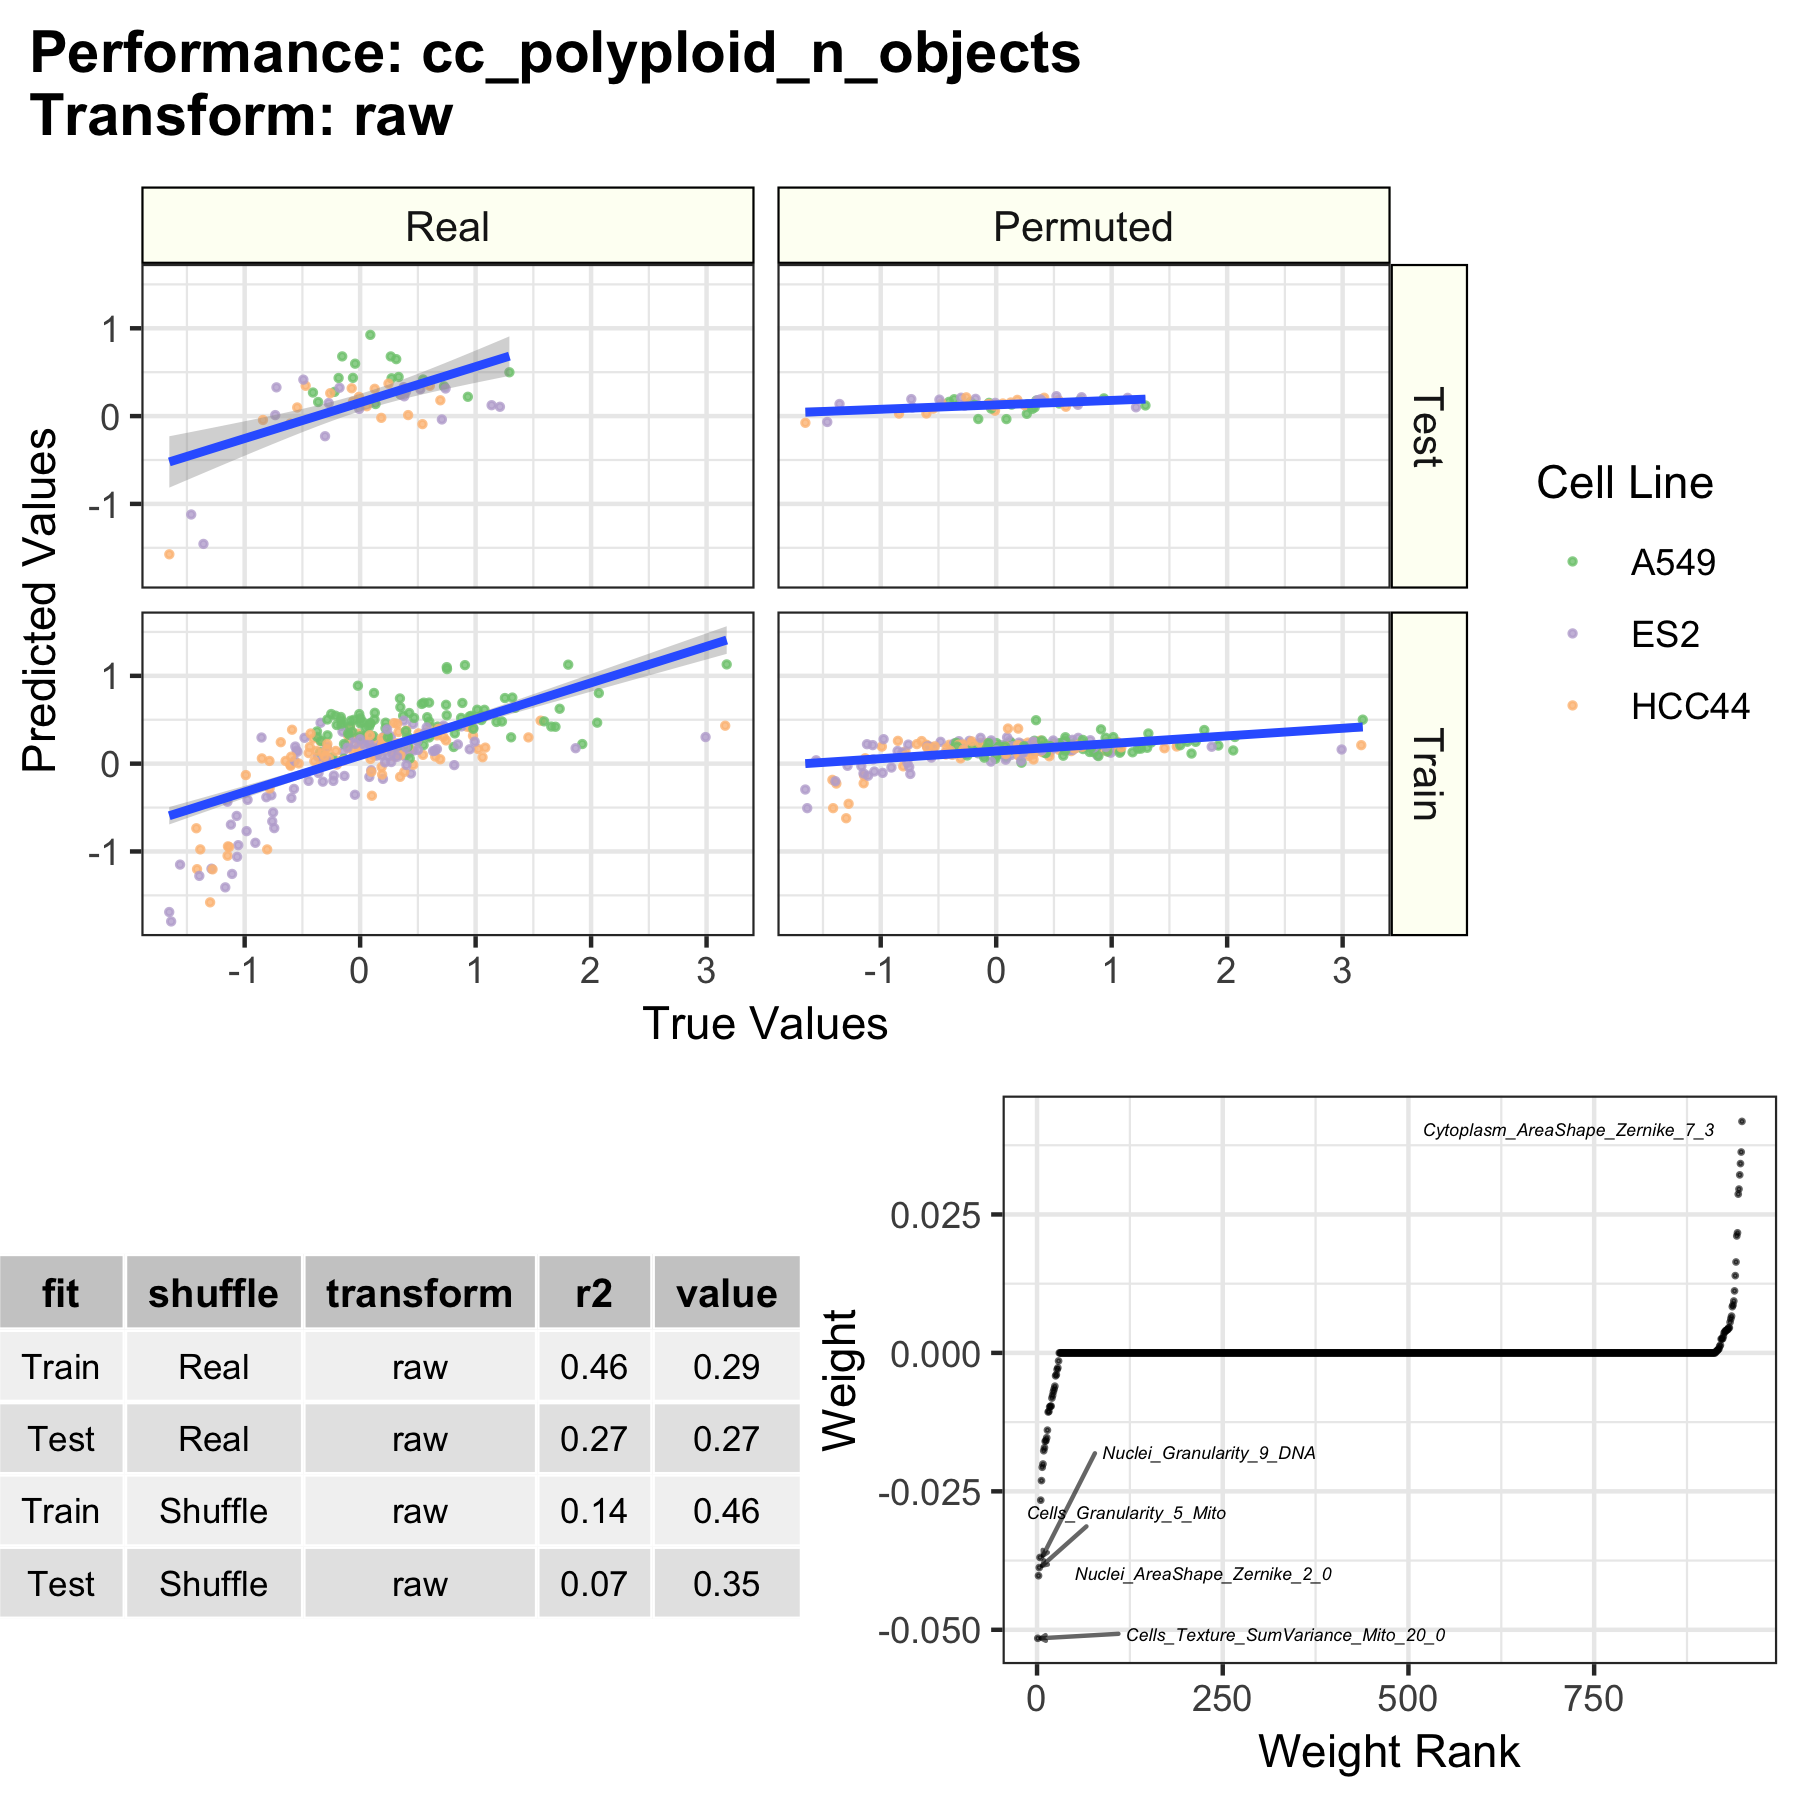 Performance: cc_polyploid_n_objects
Transform: raw
Real
Permuted
1
0
-1
Test
1
0
-1
Train
Predicted Values
-1 0 1 2 3
-1 0 1 2 3
True Values
Cell Line
A549
ES2
HCC44
fit shuffle transform r2 value
Train Real raw 0.46 0.29
Test Real raw 0.27 0.27
Train Shuffle raw 0.14 0.46
Test Shuffle raw 0.07 0.35
Weight
0.025
0.000
-0.025
-0.050
Cytoplasm_AreaShape_Zernike_7_3
Nuclei_Granularity_9_DNA
Cells_Granularity_5_Mito
Nuclei_AreaShape_Zernike_2_0
Cells_Texture_SumVariance_Mito_20_0
0 250 500 750
Weight Rank